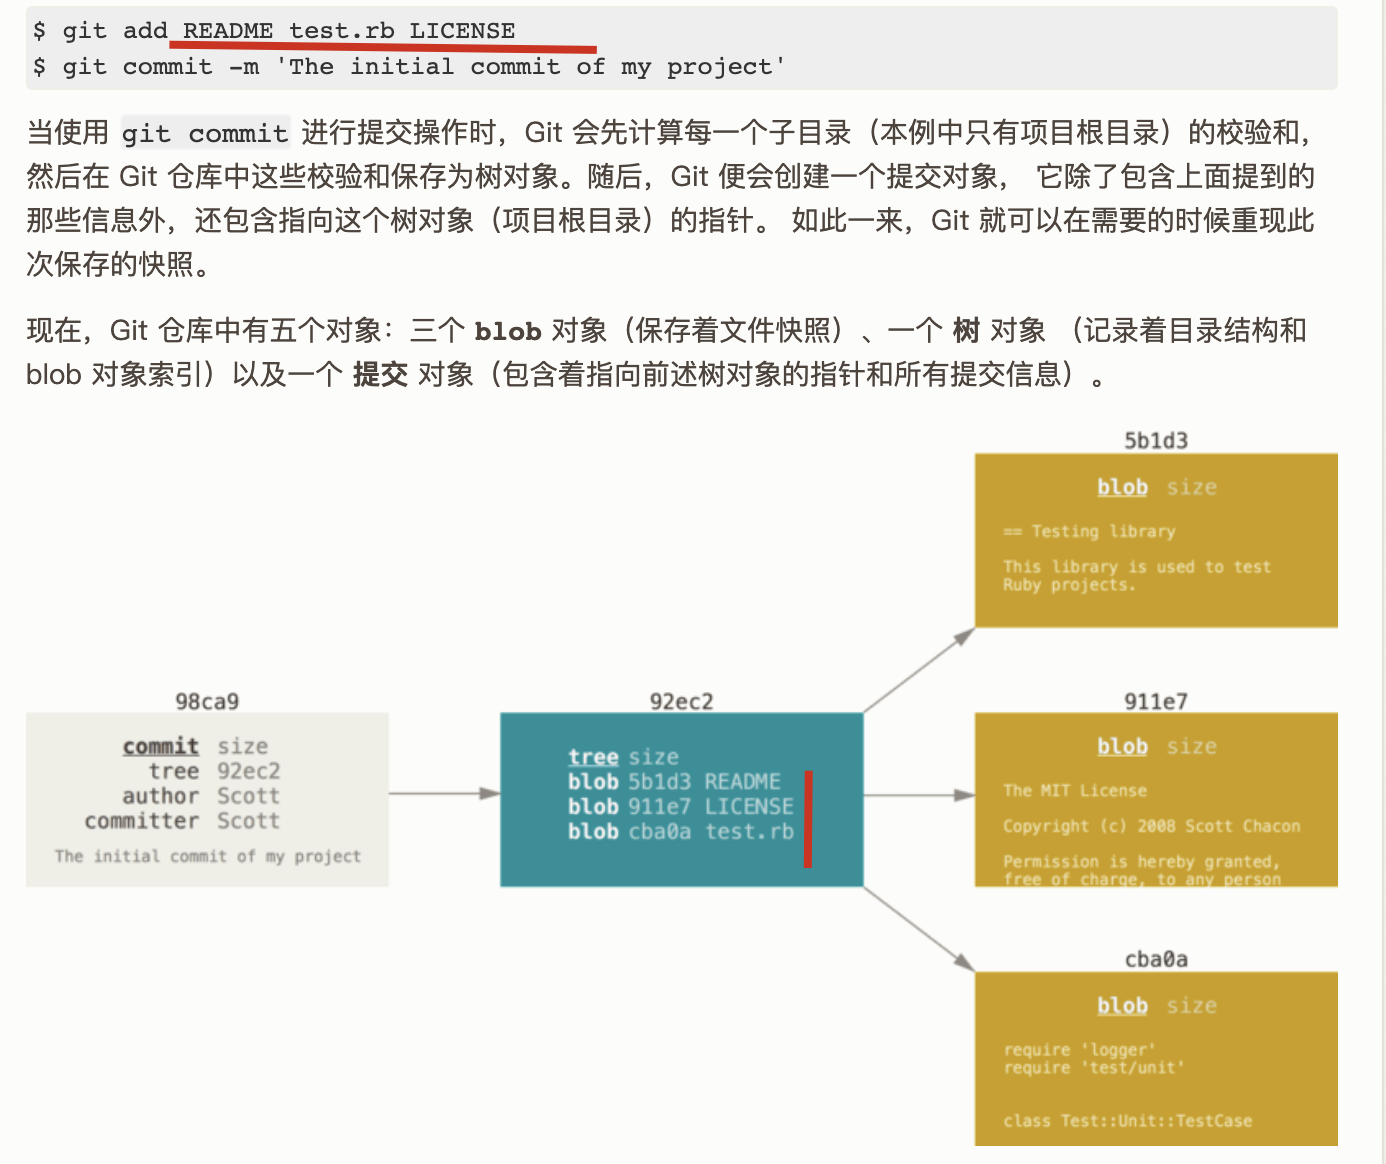 $ git add README test.rb LICENSE
$ git commit -m 'The initial commit of my project'
当使用 git commit 进行提交操作时，Git 会先计算每一个子目录（本例中只有项目根目录）的校验和，
然后在 Git 仓库中这些校验和保存为树对象。随后，Git 便会创建一个提交对象， 它除了包含上面提到的
那些信息外，还包含指向这个树对象（项目根目录）的指针。 如此一来，Git 就可以在需要的时候重现此
次保存的快照。
现在，Git 仓库中有五个对象：三个 blob 对象（保存着文件快照）、一个 树 对象 （记录着目录结构和
blob 对象索引）以及一个 提交 对象（包含着指向前述树对象的指针和所有提交信息）。
98ca9
commit size
tree 92ec2
author Scott
committer Scott
The initial commit of my project
92ec2
tree size
blob 5b1d3 README
blob 911e7 LICENSE
blob cba0a test.rb
5b1d3
blob size
== Testing library
This library is used to test
Ruby projects.
911e7
blob size
The MIT License
Copyright (c) 2008 Scott Chacon
Permission is hereby granted,
free of charge, to any person
cba0a
blob size
require 'logger'
require 'test/unit'
class Test::Unit::TestCase